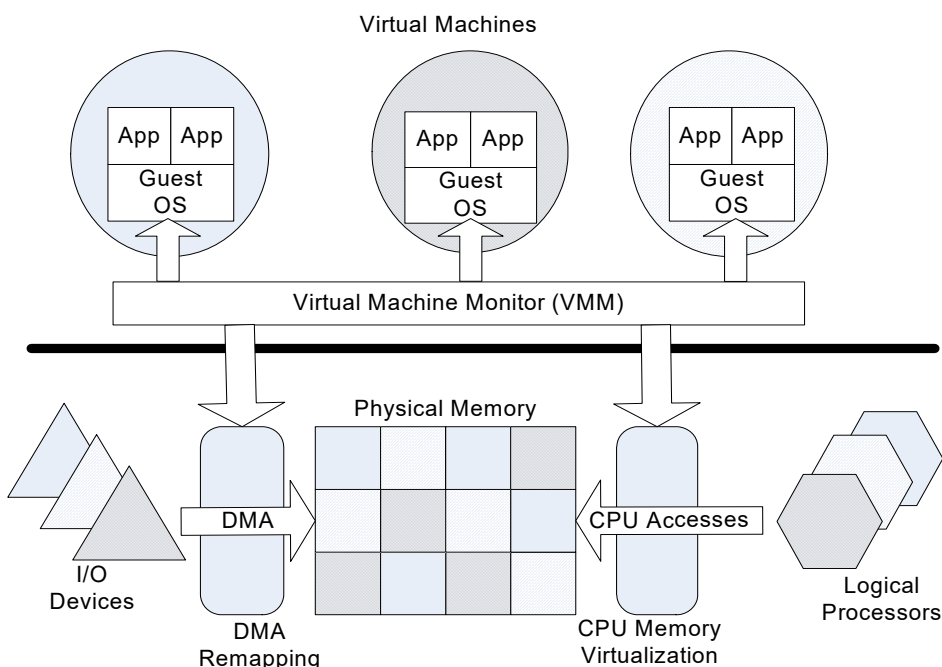 Virtual Machines
App App
Guest
OS
App App
Guest
OS
App App
Guest
OS
Virtual Machine Monitor (VMM)
Physical Memory
DMA
CPU Accesses
I/O
Devices
DMA
Remapping
CPU Memory
Virtualization
Logical
Processors